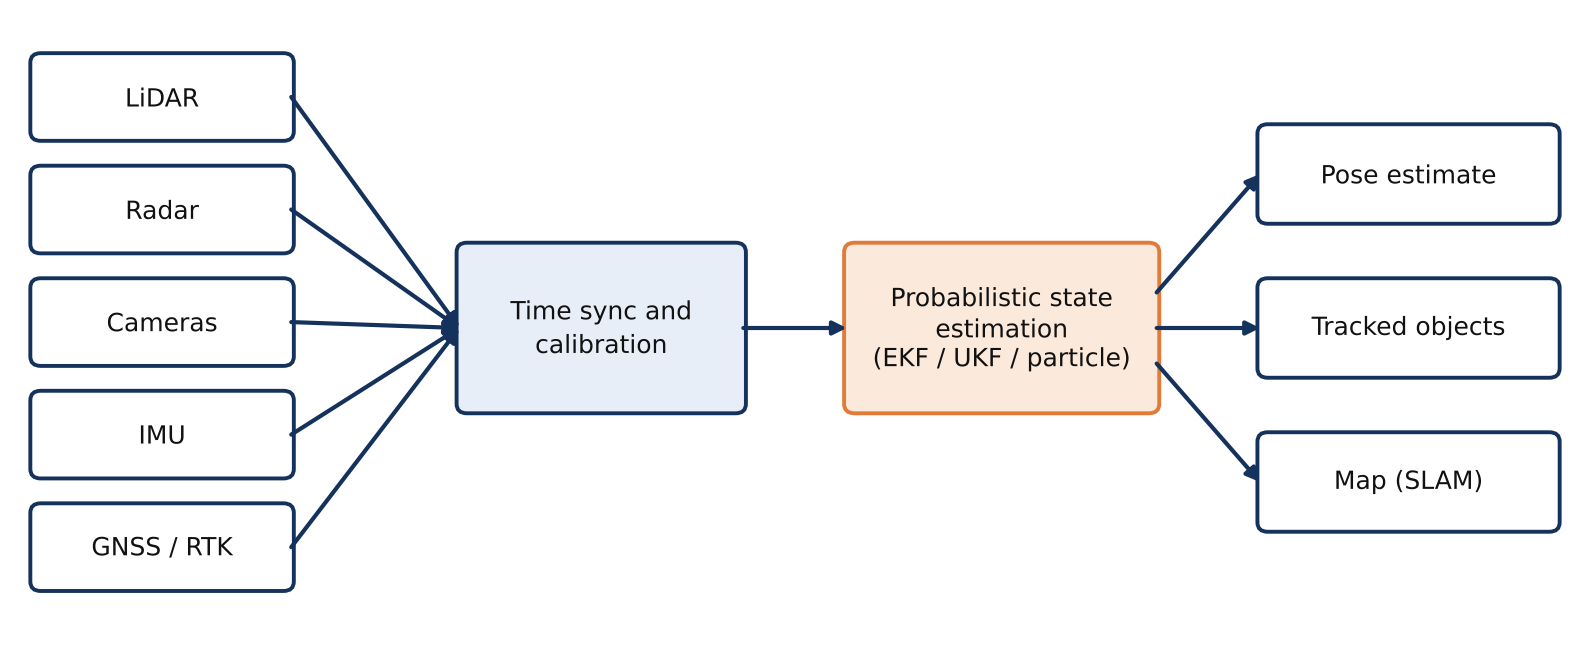 LiDAR
Radar
Cameras
IMU
GNSS / RTK
Time sync and
calibration
Probabilistic state
estimation
(EKF / UKF / particle)
Pose estimate
Tracked objects
Map (SLAM)